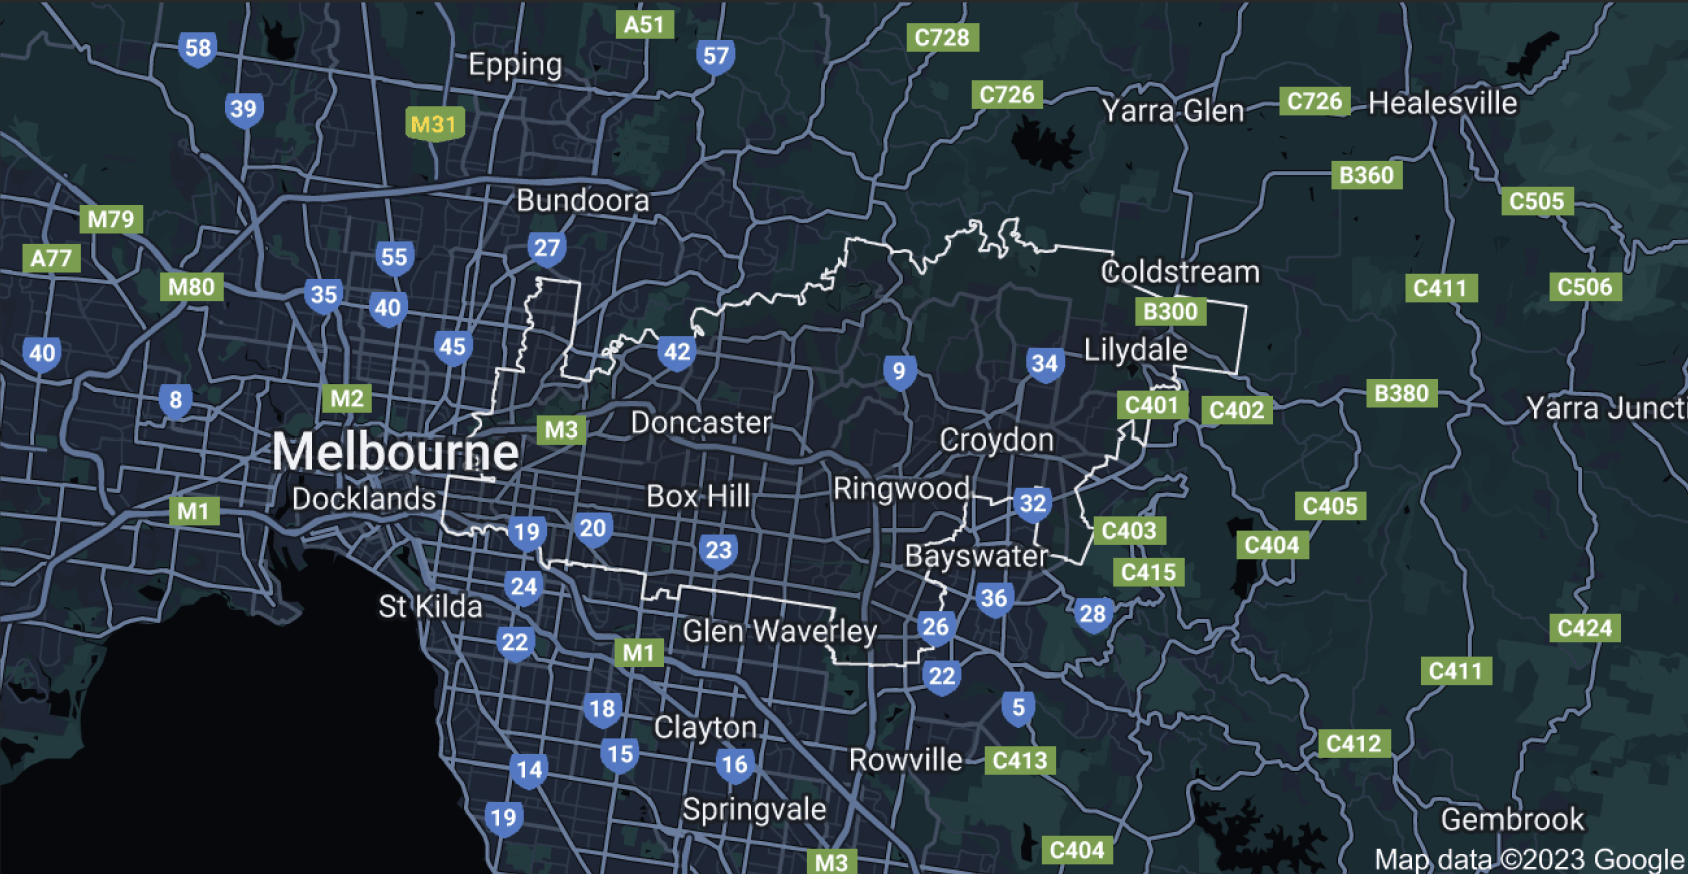 A51
C728
58
57
Epping
C726
Yarra Glen
C726
Healesville
39
M31
B360
Bundoora
C505
M79
27
A77
55
Coldstream
M80
35
40
C411
C506
B300
45
42
Lilydale
40
9
34
8
M2
C401
C402
B380
Yarra Juncti
M3
Doncaster
Croydon
Melbourne
Docklands
Box Hill
Ringwood
32
C405
M1
19
20
23
Bayswater
C403
C404
24
C415
St Kilda
36
28
22
Glen Waverley
26
C424
M1
22
C411
18
5
Clayton
C412
14
15
16
Rowville
C413
19
Springvale
Gembrook
M3
C404
Map data ©2023 Google